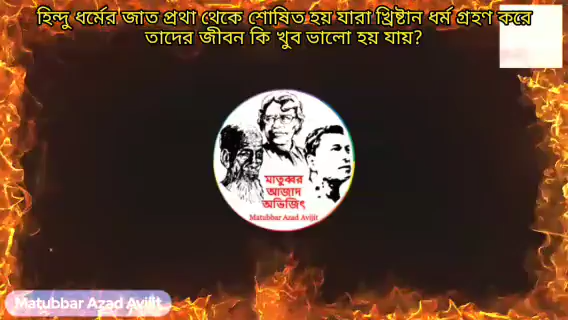 হিন্দু ধর্মের জাত প্রথা থেকে শোষিত হয় যারা খ্রিষ্টান ধর্ম গ্রহণ করে
তাদের জীবন কি খুব ভালো হয় যায়?
মাতুব্বর
আজাদ
অভিজিৎ
Matubbar Azad Avijit
Matubbar Azad Avijit